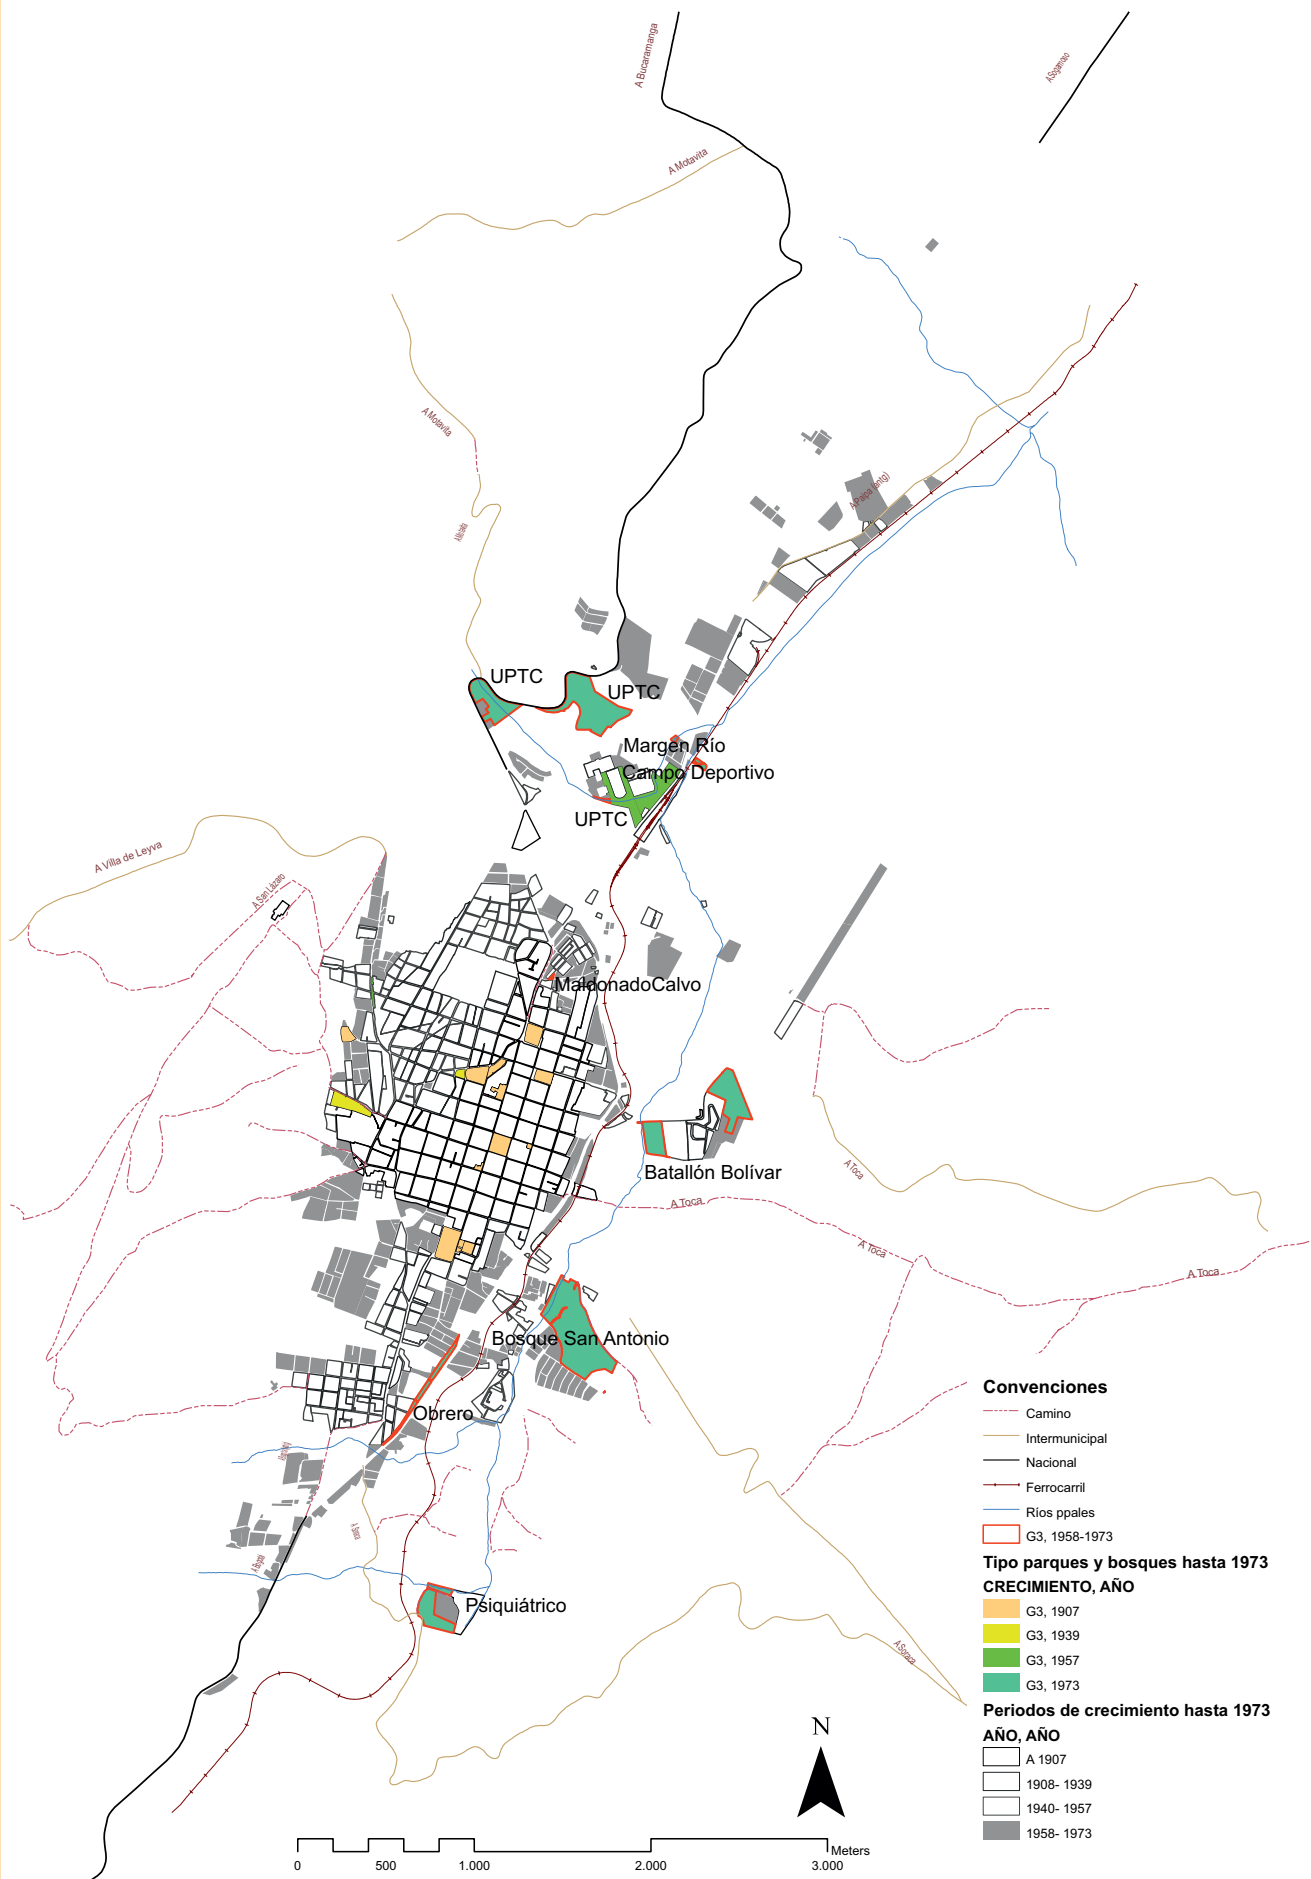 A Bucaramanga
A Sogamoso
A Motavita
A Motavita
A Paipa (antg)
UPTC
UPTC
Margen Río
Campo Deportivo
UPTC
A Villa de Leyva
A San Lázaro
MaldonadoCalvo
Batallón Bolívar
A Toca
A Toca
A Toca
A Toca
Bosque San Antonio
Obrero
A Soraca
A Bogotá
Psiquiátrico
A Soraca
Convenciones
Camino
Intermunicipal
Nacional
Ferrocarril
Ríos ppales
G3, 1958-1973
Tipo parques y bosques hasta 1973
CRECIMIENTO, AÑO
G3, 1907
G3, 1939
G3, 1957
G3, 1973
Periodos de crecimiento hasta 1973
AÑO, AÑO
A 1907
1908- 1939
1940- 1957
1958- 1973
N
Meters
0 500 1.000 2.000 3.000